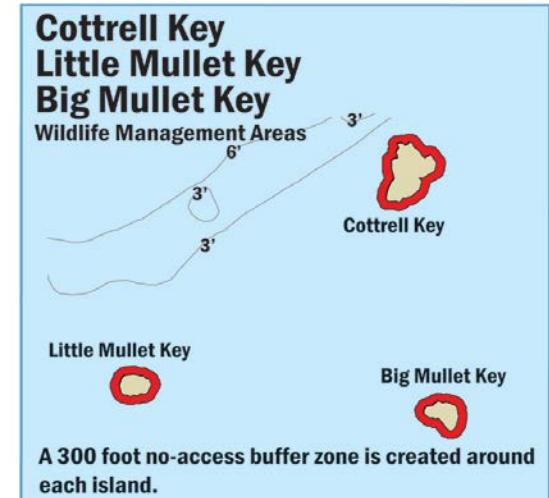 Cottrell Key
Little Mullet Key
Big Mullet Key
Wildlife Management Areas
3'
6'
3'
3'
Cottrell Key
Little Mullet Key
Big Mullet Key
A 300 foot no-access buffer zone is created around
each island.